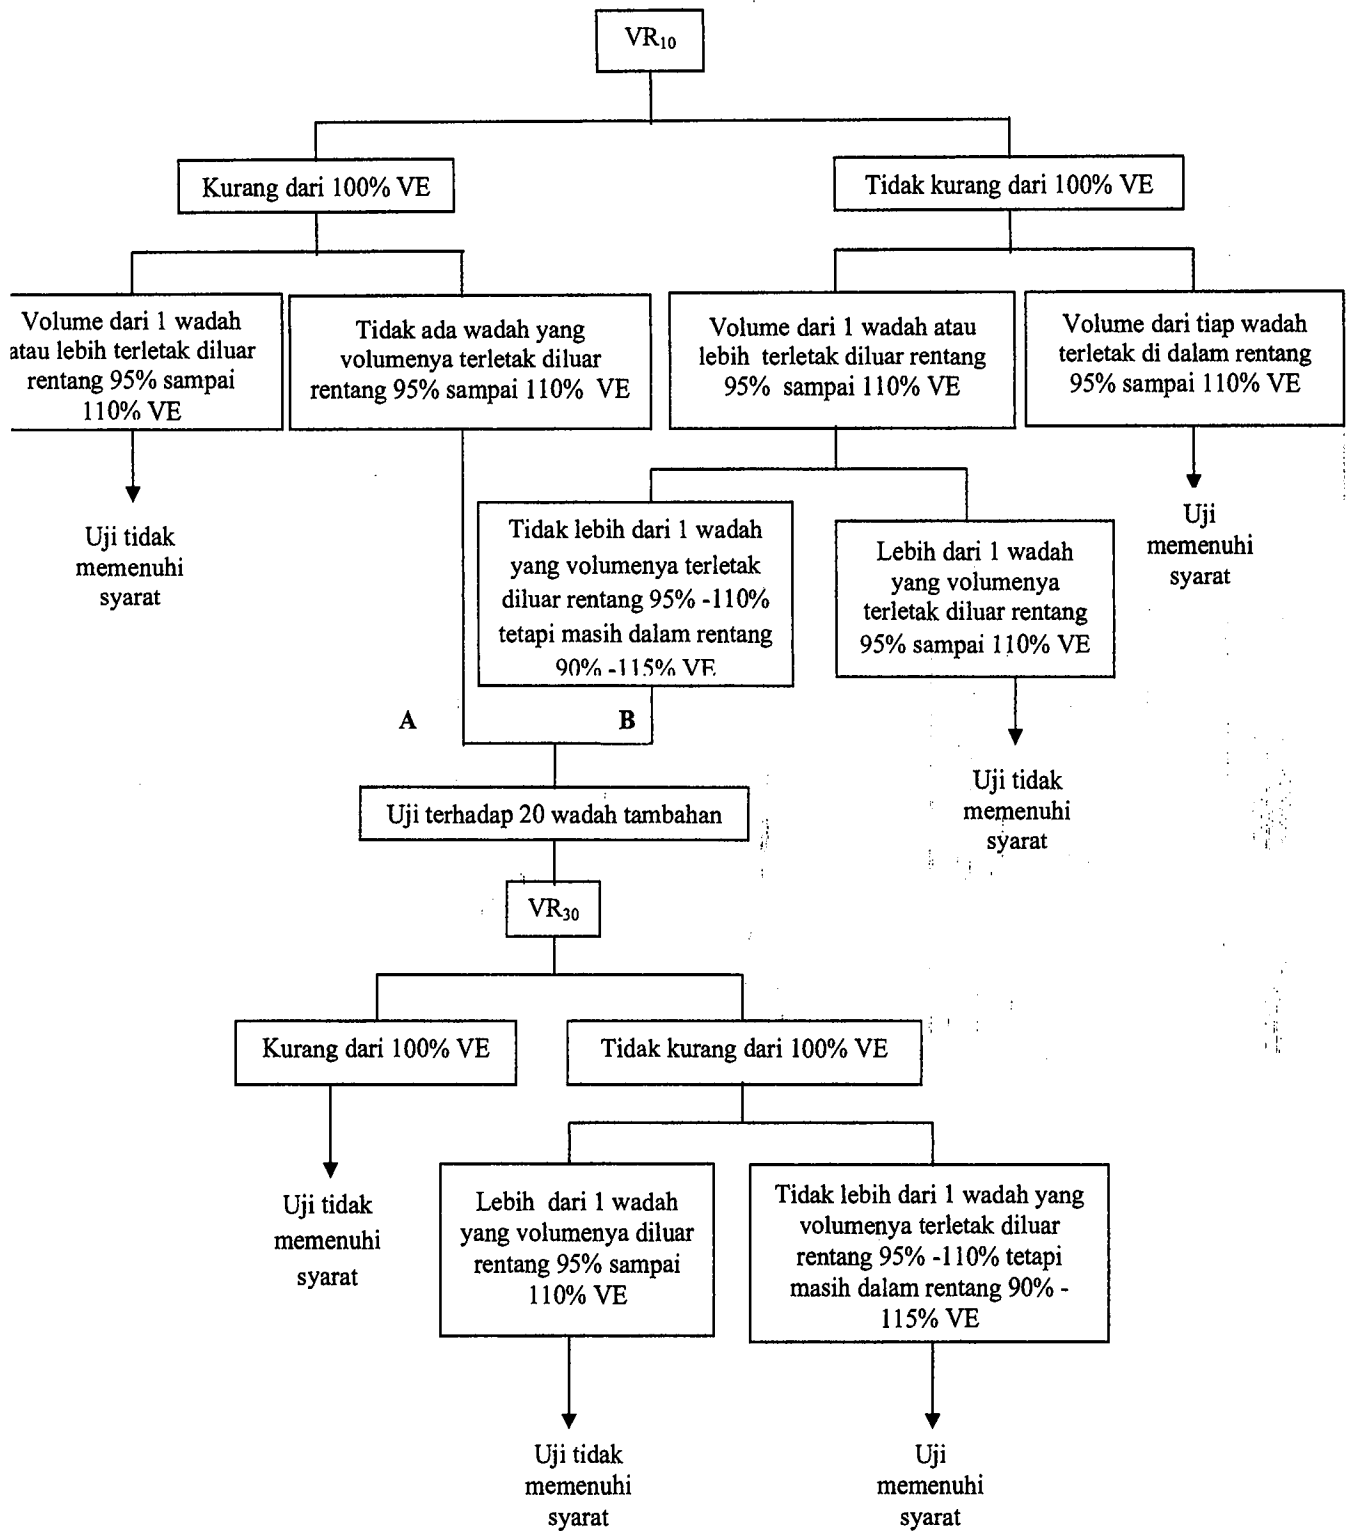 VR₁₀
Kurang dari 100% VE
Tidak kurang dari 100% VE
Volume dari 1 wadah
atau lebih terletak diluar
rentang 95% sampai
110% VE
Tidak ada wadah yang
volumenya terletak diluar
rentang 95% sampai 110% VE
Volume dari 1 wadah atau
lebih terletak diluar rentang
95% sampai 110% VE
Volume dari tiap wadah
terletak di dalam rentang
95% sampai 110% VE
Uji tidak
memenuhi
syarat
Tidak lebih dari 1 wadah
yang volumenya terletak
diluar rentang 95% -110%
tetapi masih dalam rentang
90% -115% VE
Lebih dari 1 wadah
yang volumenya
terletak diluar rentang
95% sampai 110% VE
Uji
memenuhi
syarat
A
B
Uji tidak
memenuhi
syarat
Uji terhadap 20 wadah tambahan
VR₃₀
Kurang dari 100% VE
Tidak kurang dari 100% VE
Uji tidak
memenuhi
syarat
Lebih dari 1 wadah
yang volumenya diluar
rentang 95% sampai
110% VE
Tidak lebih dari 1 wadah yang
volumenya terletak diluar
rentang 95% -110% tetapi
masih dalam rentang 90% -
115% VE
Uji tidak
memenuhi
syarat
Uji
memenuhi
syarat